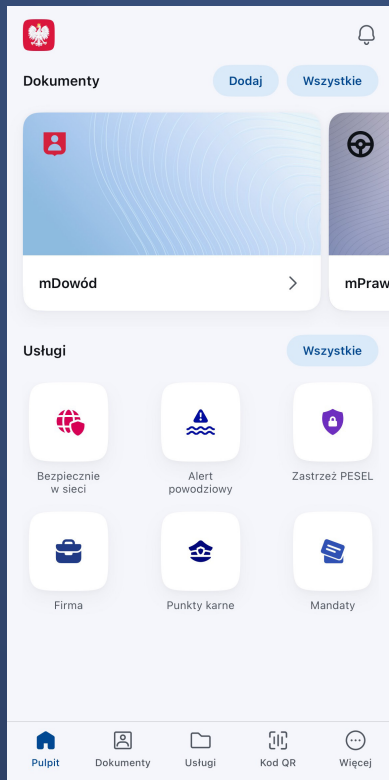 Dokumenty
Dodaj
Wszystkie
mDowód
mPraw
Usługi
Wszystkie
Bezpiecznie
w sieci
Alert
powodziowy
Zastrzeż PESEL
Firma
Punkty karne
Mandaty
Pulpit
Dokumenty
Usługi
Kod QR
Więcej